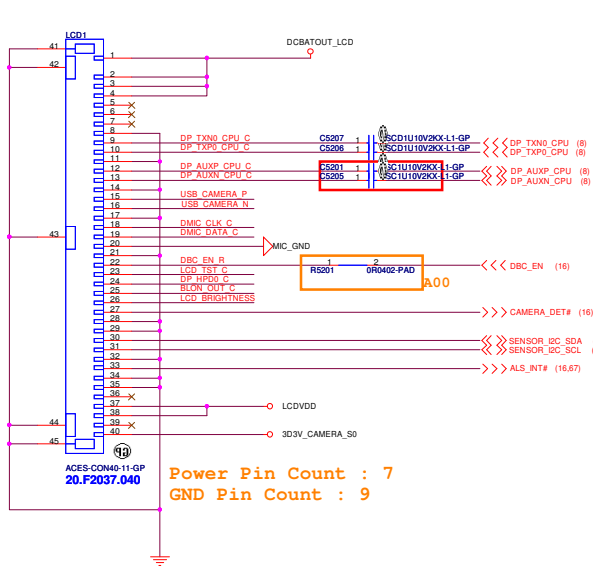 LCD1
DCBATOUT_LCD
41
42
1
2
3
4
5
6
7
8
9 DP_TXN0_CPU_C C5207 1 SCD1U10V2KX-L1-GP DP_TXN0_CPU (8)
10 DP_TXP0_CPU_C C5206 1 SCD1U10V2KX-L1-GP DP_TXP0_CPU (8)
11
12 DP_AUXP_CPU_C C5201 1 SC1U10V2KX-L1-GP DP_AUXP_CPU (8)
13 DP_AUXN_CPU_C C5205 1 SC1U10V2KX-L1-GP DP_AUXN_CPU (8)
14
15 USB_CAMERA_P
16 USB_CAMERA_N
17
18 DMIC_CLK_C
43
19 DMIC_DATA_C
20 MIC_GND
21
22 DBC_EN_R R5201 1 2 0R0402-PAD DBC_EN (16)
23 LCD_TST_C
24 DP_HPD0_C
A00
25 BLON_OUT_C
26 LCD_BRIGHTNESS
27 CAMERA_DET# (16)
28
29
30 SENSOR_I2C_SDA
31 SENSOR_I2C_SCL
32
33 ALS_INT# (16,67)
34
35
36
37 LCDVDD
38
44
39
40 3D3V_CAMERA_S0
45
ACES-CON40-11-GP
20.F2037.040
Power Pin Count : 7
GND Pin Count : 9